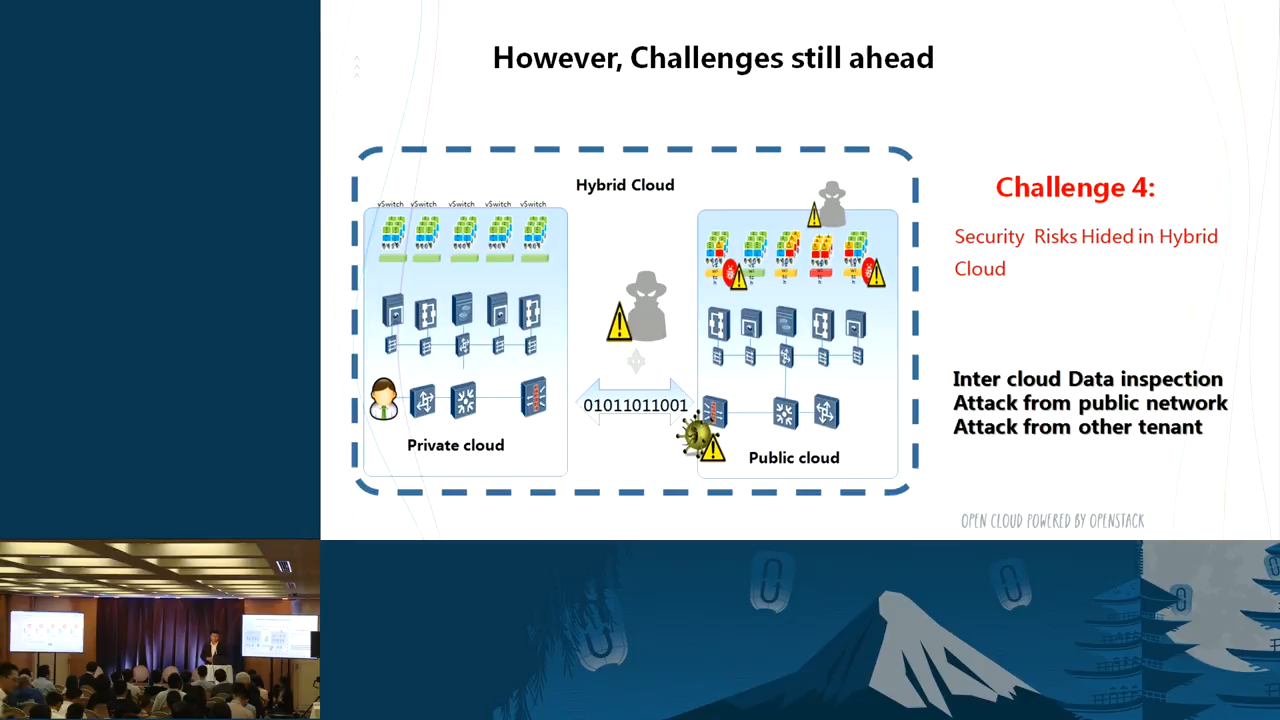 However, Challenges still ahead
Hybrid Cloud
vSwitch vSwitch vSwitch vSwitch vSwitch
01011011001
Private cloud
Public cloud
Challenge 4:
Security Risks Hided in Hybrid
Cloud
Inter cloud Data inspection
Attack from public network
Attack from other tenant
OPEN CLOUD POWERED BY OPENSTACK